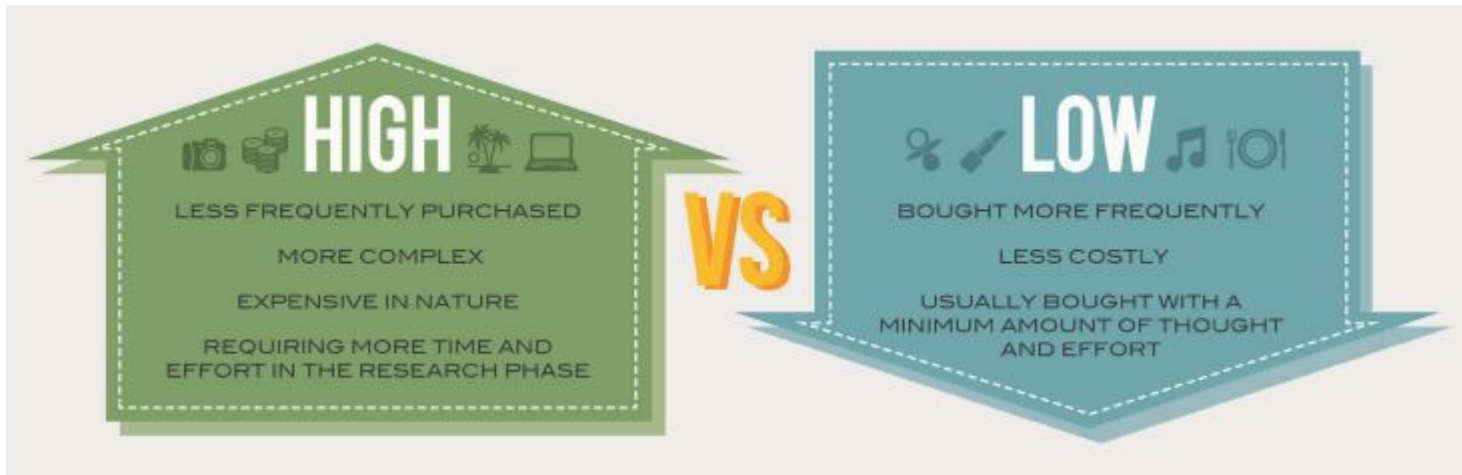 HIGH
LESS FREQUENTLY PURCHASED
MORE COMPLEX
EXPENSIVE IN NATURE
REQUIRING MORE TIME AND
EFFORT IN THE RESEARCH PHASE
VS
LOW
BOUGHT MORE FREQUENTLY
LESS COSTLY
USUALLY BOUGHT WITH A
MINIMUM AMOUNT OF THOUGHT
AND EFFORT